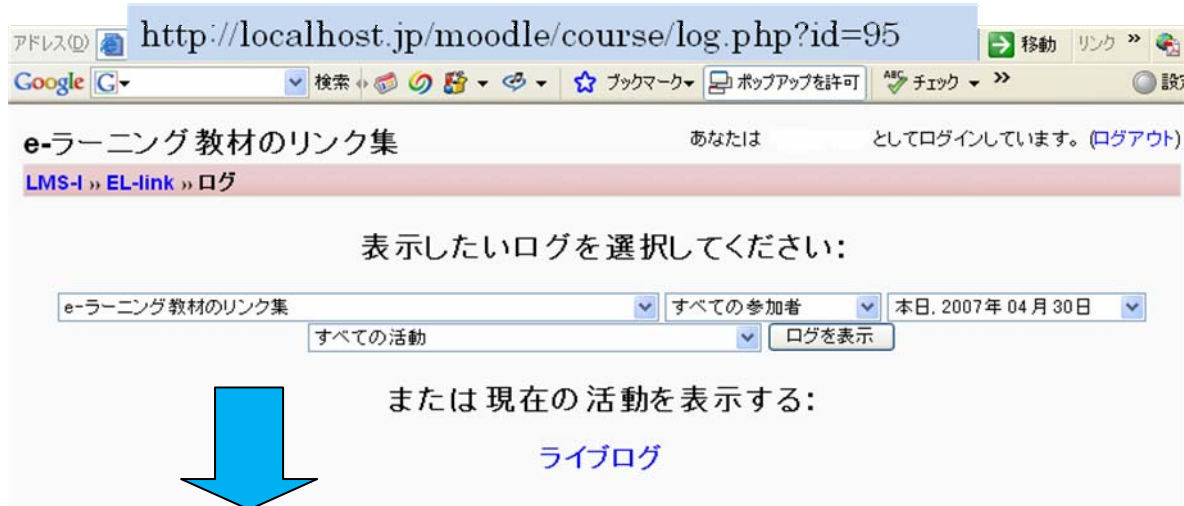 アドレス(D) http://localhost.jp/moodle/course/log.php?id=95 移動 リンク »
Google G 検索 ブックマーク ポップアップを許可 ABC チェック »
e-ラーニング教材のリンク集 あなたは としてログインしています。(ログアウト)
LMS-I » EL-link » ログ
表示したいログを選択してください:
e-ラーニング教材のリンク集 すべての参加者 本日, 2007年 04月 30日
すべての活動 ログを表示
または現在の活動を表示する:
ライブログ